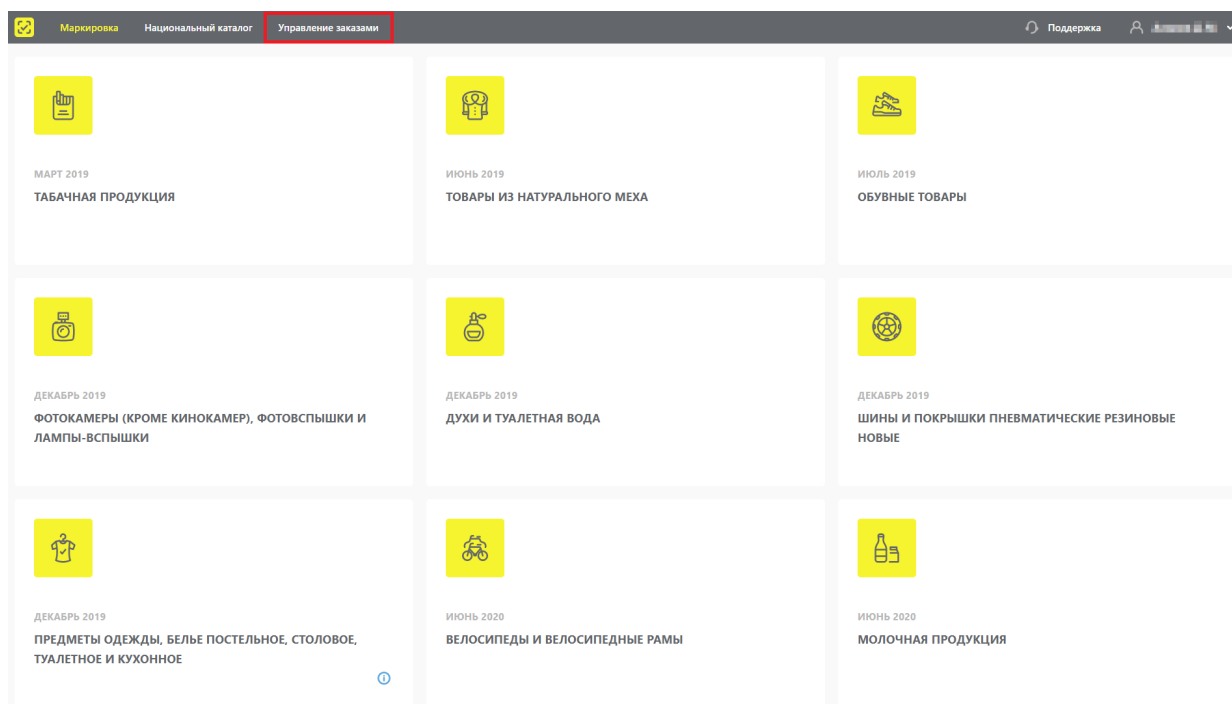 Маркировка Национальный каталог Управление заказами Поддержка
МАРТ 2019
ТАБАЧНАЯ ПРОДУКЦИЯ
ИЮНЬ 2019
ТОВАРЫ ИЗ НАТУРАЛЬНОГО МЕХА
ИЮЛЬ 2019
ОБУВНЫЕ ТОВАРЫ
ДЕКАБРЬ 2019
ФОТОКАМЕРЫ (КРОМЕ КИНОКАМЕР), ФОТОВСПЫШКИ И
ЛАМПЫ-ВСПЫШКИ
ДЕКАБРЬ 2019
ДУХИ И ТУАЛЕТНАЯ ВОДА
ДЕКАБРЬ 2019
ШИНЫ И ПОКРЫШКИ ПНЕВМАТИЧЕСКИЕ РЕЗИНОВЫЕ
НОВЫЕ
ДЕКАБРЬ 2019
ПРЕДМЕТЫ ОДЕЖДЫ, БЕЛЬЕ ПОСТЕЛЬНОЕ, СТОЛОВОЕ,
ТУАЛЕТНОЕ И КУХОННОЕ
ИЮНЬ 2020
ВЕЛОСИПЕДЫ И ВЕЛОСИПЕДНЫЕ РАМЫ
ИЮНЬ 2020
МОЛОЧНАЯ ПРОДУКЦИЯ